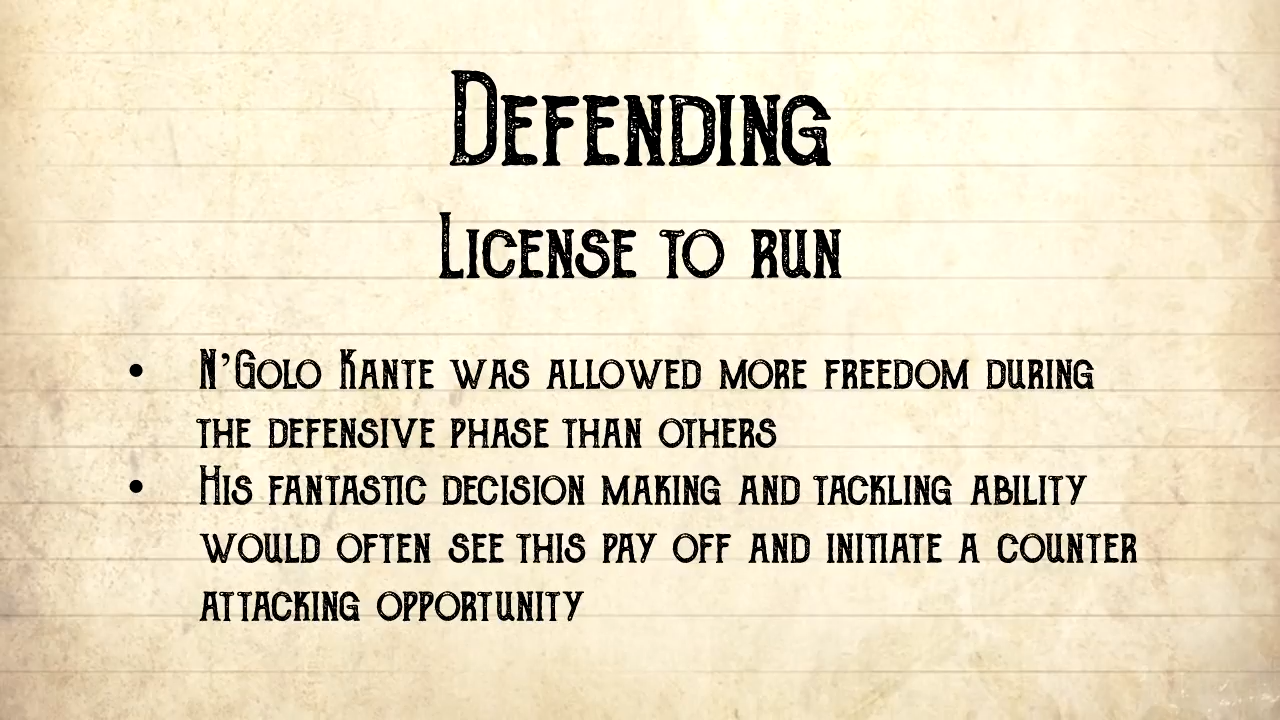 Defending
License to run
• N'Golo Kante was allowed more freedom during
the defensive phase than others
• His fantastic decision making and tackling ability
would often see this pay off and initiate a counter
attacking opportunity